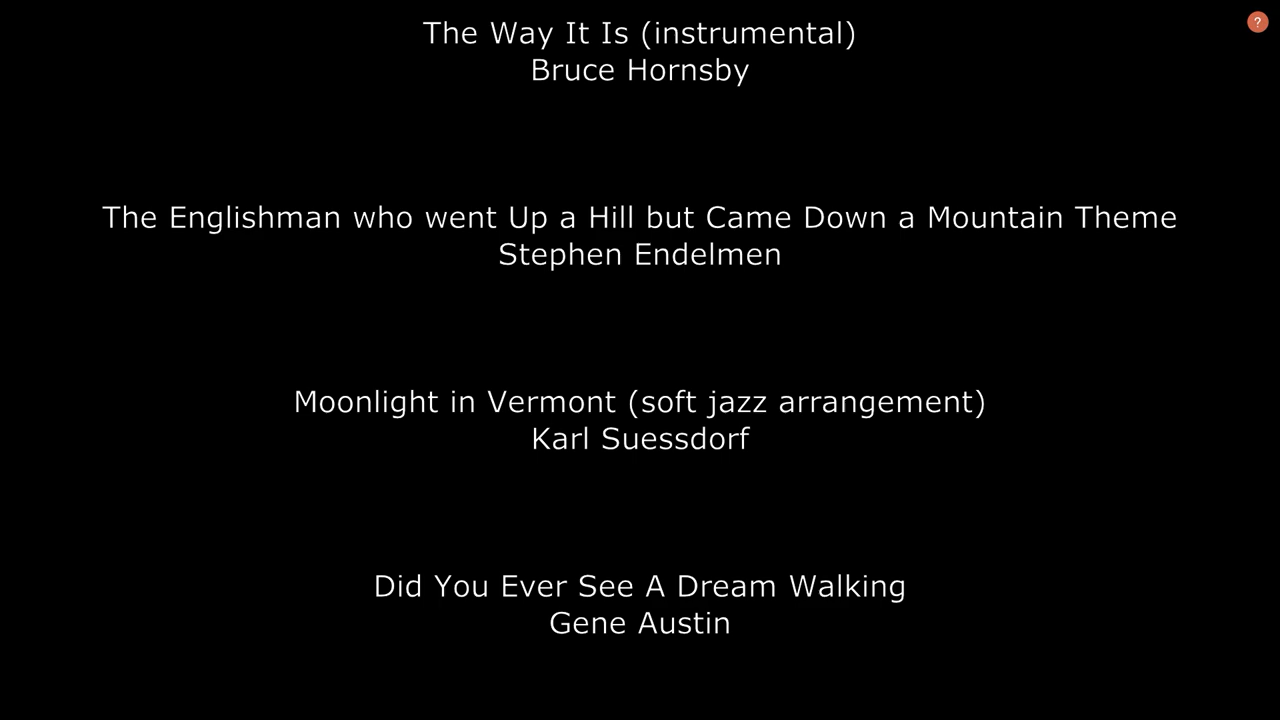 The Way It Is (instrumental)
Bruce Hornsby
The Englishman who went Up a Hill but Came Down a Mountain Theme
Stephen Endelmen
Moonlight in Vermont (soft jazz arrangement)
Karl Suessdorf
Did You Ever See A Dream Walking
Gene Austin
?